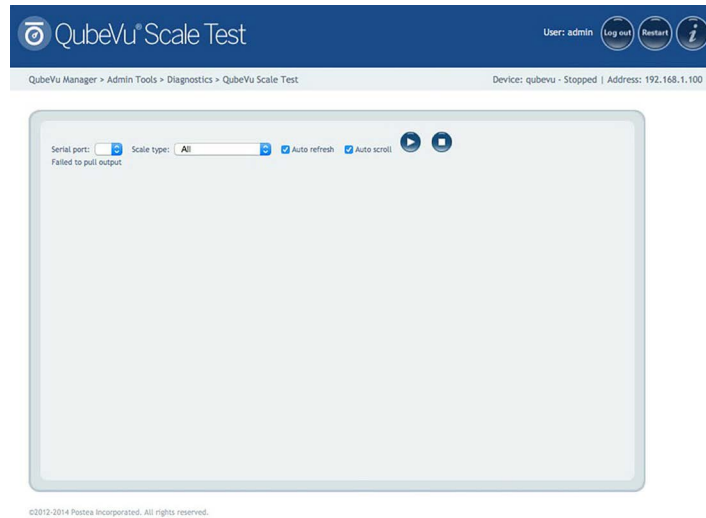 QubeVu® Scale Test
User: admin
Log out
Restart
i
QubeVu Manager > Admin Tools > Diagnostics > QubeVu Scale Test
Device: qubevu - Stopped | Address: 192.168.1.100
Serial port:
Scale type: All
Auto refresh
Auto scroll
Failed to pull output
©2012-2014 Postea Incorporated. All rights reserved.